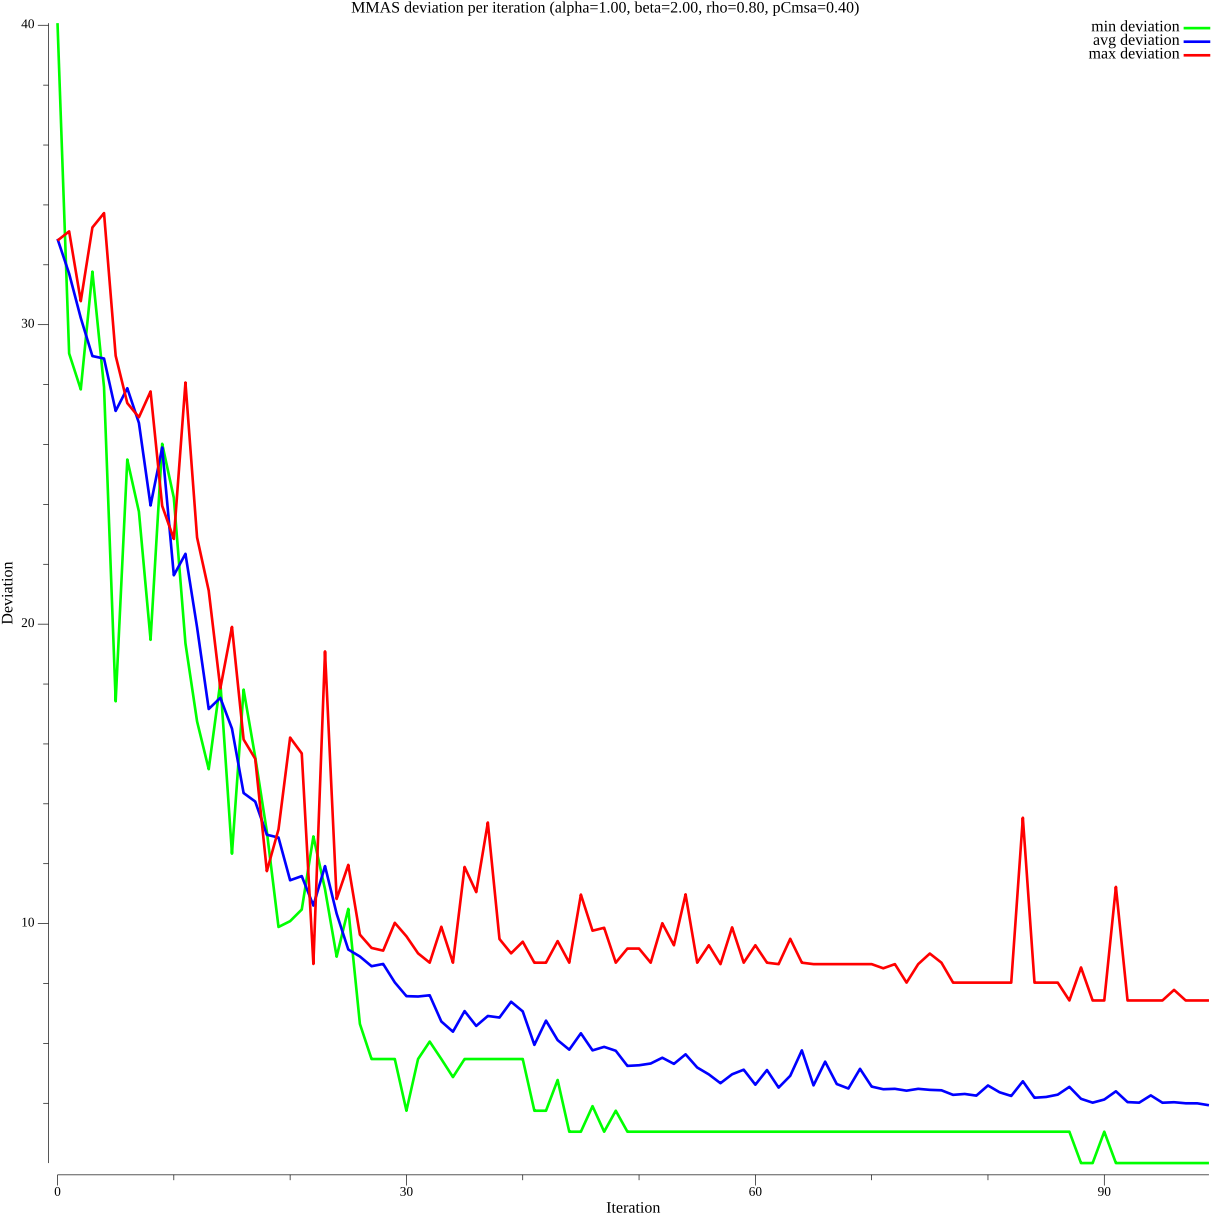 MMAS deviation per iteration (alpha=1.00, beta=2.00, rho=0.80, pCmsa=0.40)
min deviation
avg deviation
max deviation
40
30
20
10
Deviation
0
30
60
90
Iteration